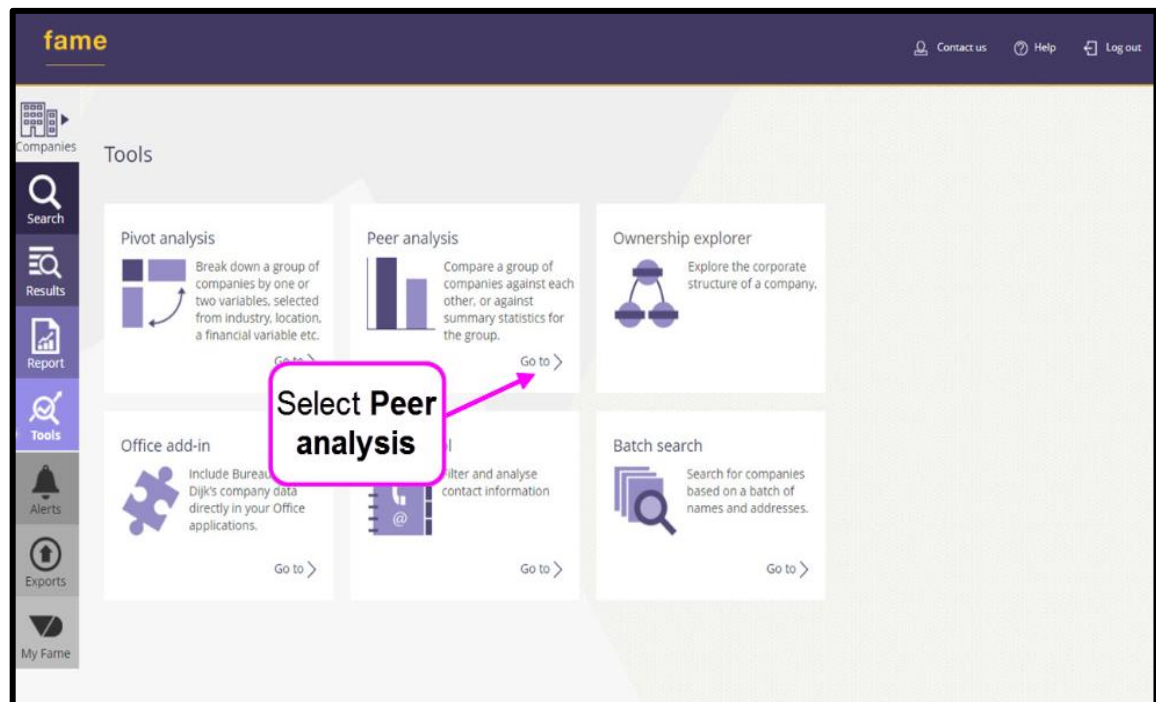 fame
Contact us
Help
Log out
Companies
Search
Results
Report
Tools
Alerts
Exports
My Fame
Tools
Pivot analysis
Break down a group of
companies by one or
two variables, selected
from industry, location,
a financial variable etc.
Go to
Peer analysis
Compare a group of
companies against each
other, or against
summary statistics for
the group.
Go to
Ownership explorer
Explore the corporate
structure of a company.
Select Peer
analysis
Office add-in
Include Bureau
Dijk's company data
directly in your Office
applications.
Go to
Filter and analyse
contact information
@
Go to
Batch search
Search for companies
based on a batch of
names and addresses.
Go to